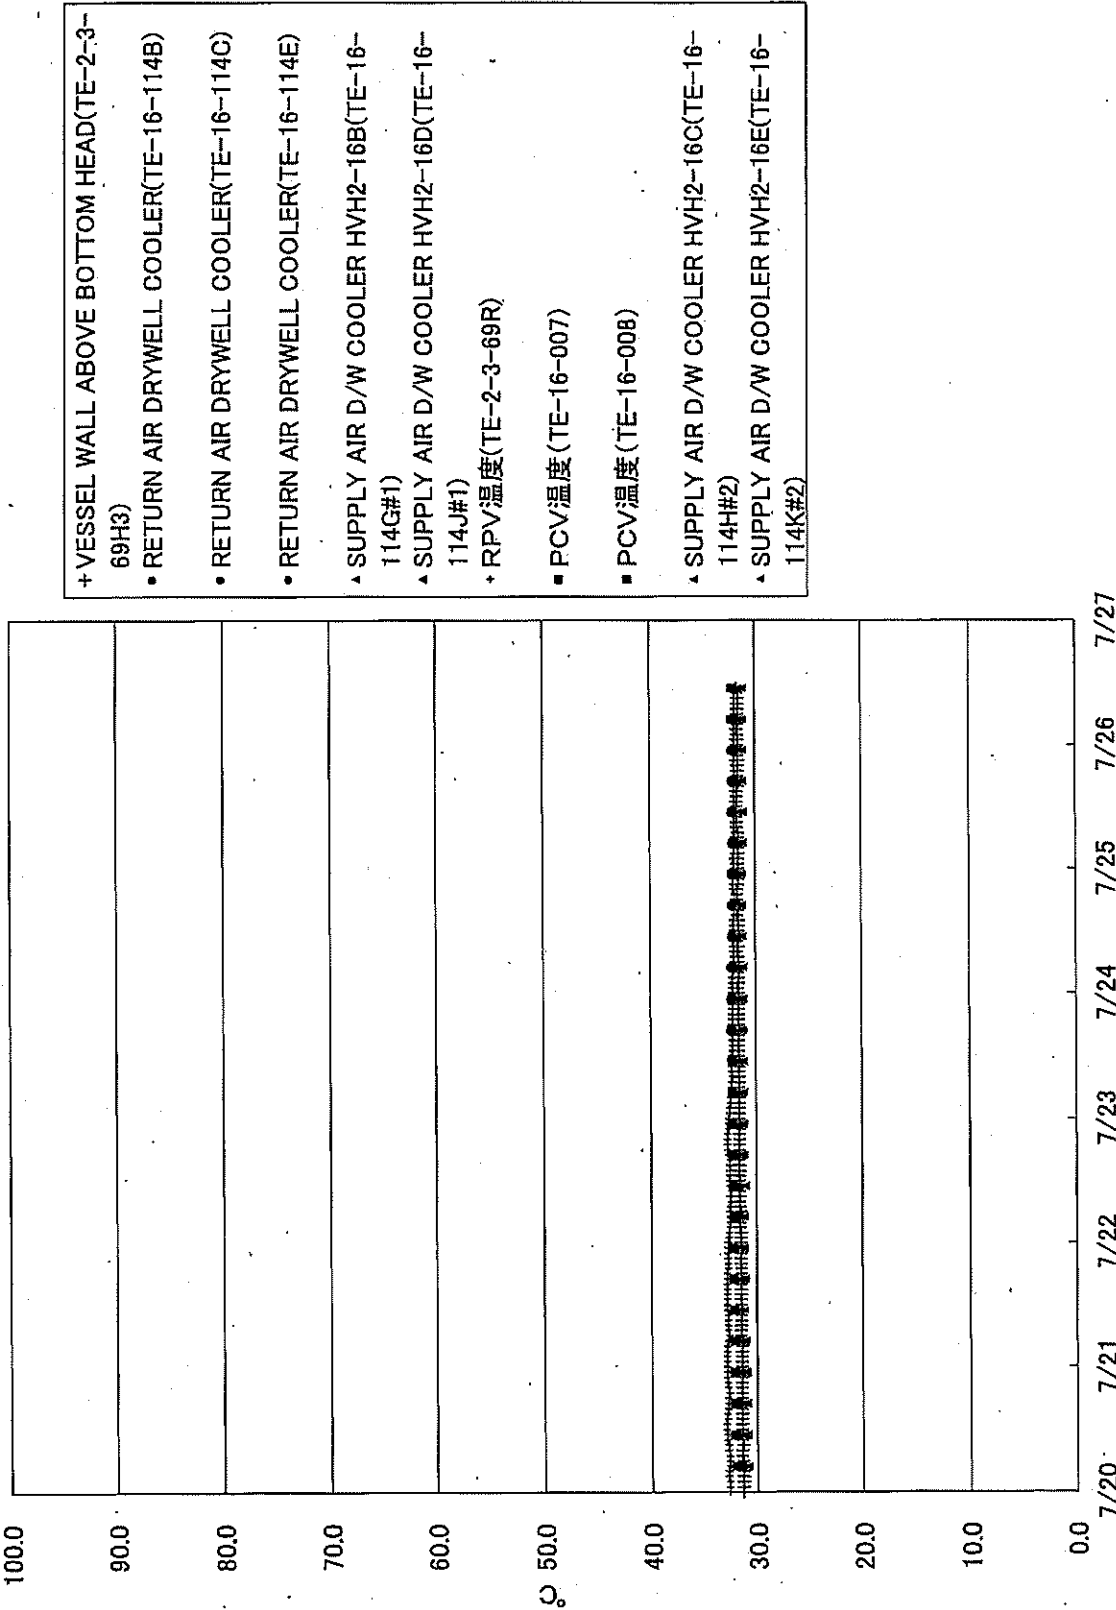 100.0
90.0
80.0
70.0
60.0
50.0
40.0
30.0
20.0
10.0
0.0
℃
7/20
7/21
7/22
7/23
7/24
7/25
7/26
7/27
+ VESSEL WALL ABOVE BOTTOM HEAD(TE-2-3-
69H3)
• RETURN AIR DRYWELL COOLER(TE-16-114B)
• RETURN AIR DRYWELL COOLER(TE-16-114C)
• RETURN AIR DRYWELL COOLER(TE-16-114E)
▲ SUPPLY AIR D/W COOLER HVH2-16B(TE-16-
114G#1)
▲ SUPPLY AIR D/W COOLER HVH2-16D(TE-16-
114J#1)
+ RPV温度(TE-2-3-69R)
■ PCV温度(TE-16-007)
■ PCV温度(TE-16-008)
▲ SUPPLY AIR D/W COOLER HVH2-16C(TE-16-
114H#2)
▲ SUPPLY AIR D/W COOLER HVH2-16E(TE-16-
114K#2)